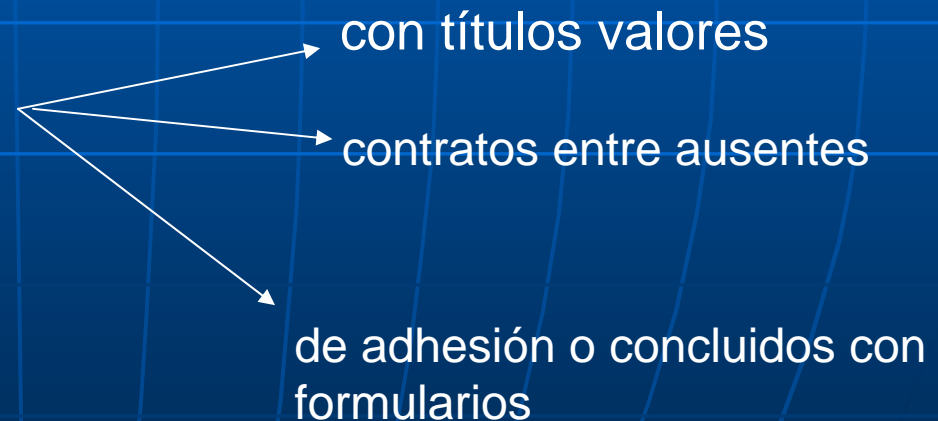 con títulos valores
contratos entre ausentes
de adhesión o concluidos con
formularios